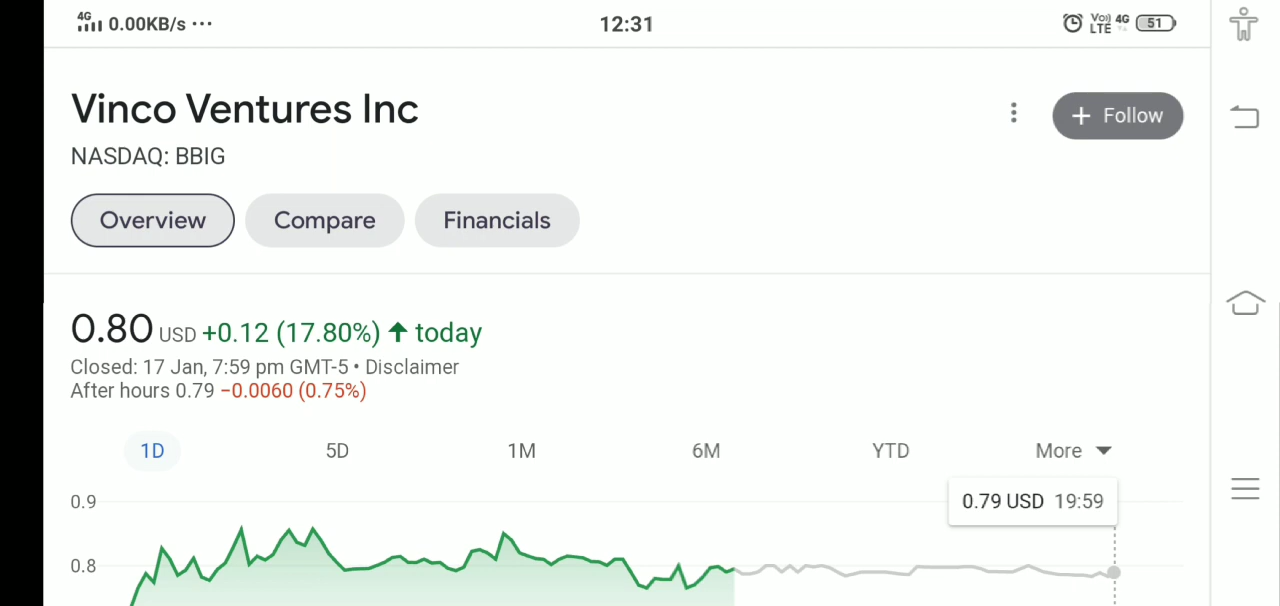 4G 0.00KB/s ··· 12:31 Vo)) LTE 4G 51
Vinco Ventures Inc
+ Follow
NASDAQ: BBIG
Overview Compare Financials
0.80 USD +0.12 (17.80%) ↑ today
Closed: 17 Jan, 7:59 pm GMT-5 • Disclaimer
After hours 0.79 −0.0060 (0.75%)
1D 5D 1M 6M YTD More
0.79 USD 19:59
0.9
0.8